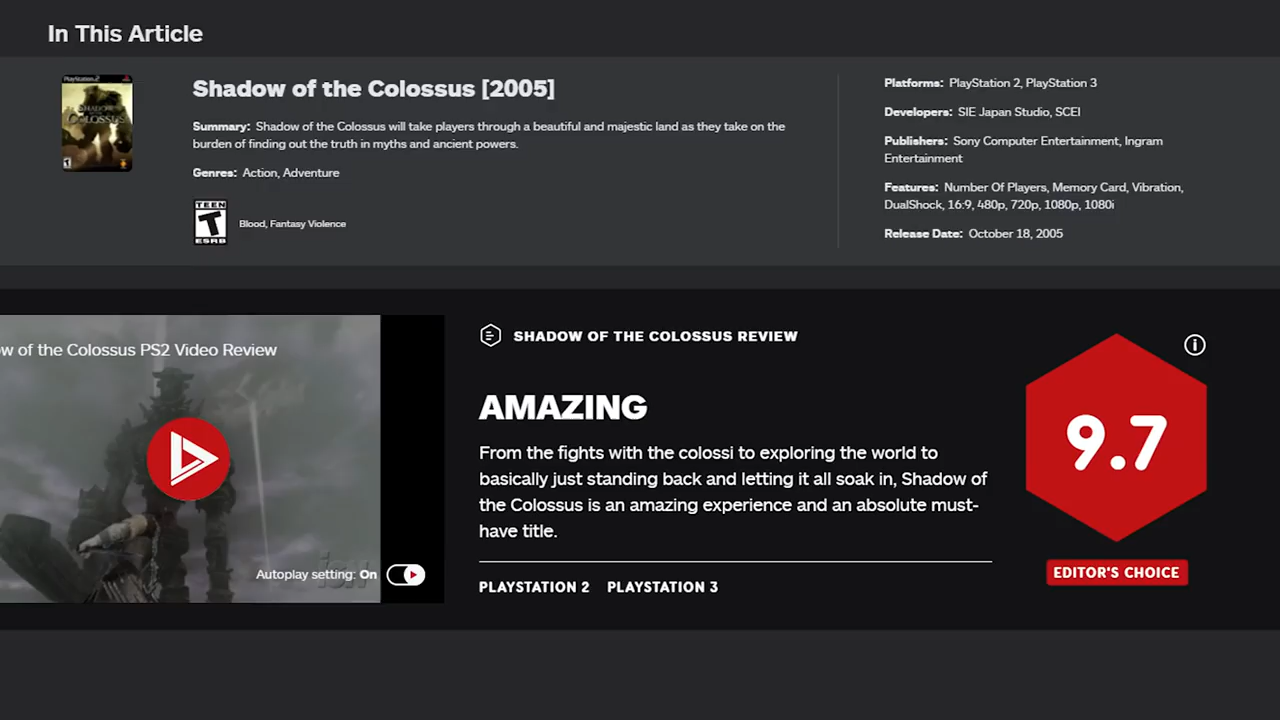 In This Article
PlayStation 2
SHADOW
OF THE
COLOSSUS
Shadow of the Colossus [2005]
Summary: Shadow of the Colossus will take players through a beautiful and majestic land as they take on the
burden of finding out the truth in myths and ancient powers.
Genres: Action, Adventure
TEEN
T
ESRB
Blood, Fantasy Violence
Platforms: PlayStation 2, PlayStation 3
Developers: SIE Japan Studio, SCEI
Publishers: Sony Computer Entertainment, Ingram
Entertainment
Features: Number Of Players, Memory Card, Vibration,
DualShock, 16:9, 480p, 720p, 1080p, 1080i
Release Date: October 18, 2005
w of the Colossus PS2 Video Review
Autoplay setting: On
ign
SHADOW OF THE COLOSSUS REVIEW
AMAZING
From the fights with the colossi to exploring the world to
basically just standing back and letting it all soak in, Shadow of
the Colossus is an amazing experience and an absolute must-
have title.
PLAYSTATION 2 PLAYSTATION 3
9.7
EDITOR'S CHOICE